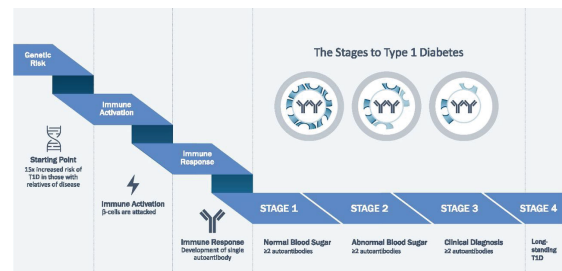 The Stages to Type 1 Diabetes
Genetic
Risk
Immune
Activation
Immune
Response
Starting Point
15x increased risk of
T1D in those with
relatives of disease
Immune Activation
β-cells are attacked
Immune Response
Development of single
autoantibody
STAGE 1
STAGE 2
STAGE 3
STAGE 4
Normal Blood Sugar
≥2 autoantibodies
Abnormal Blood Sugar
≥2 autoantibodies
Clinical Diagnosis
≥2 autoantibodies
Long-
standing
T1D